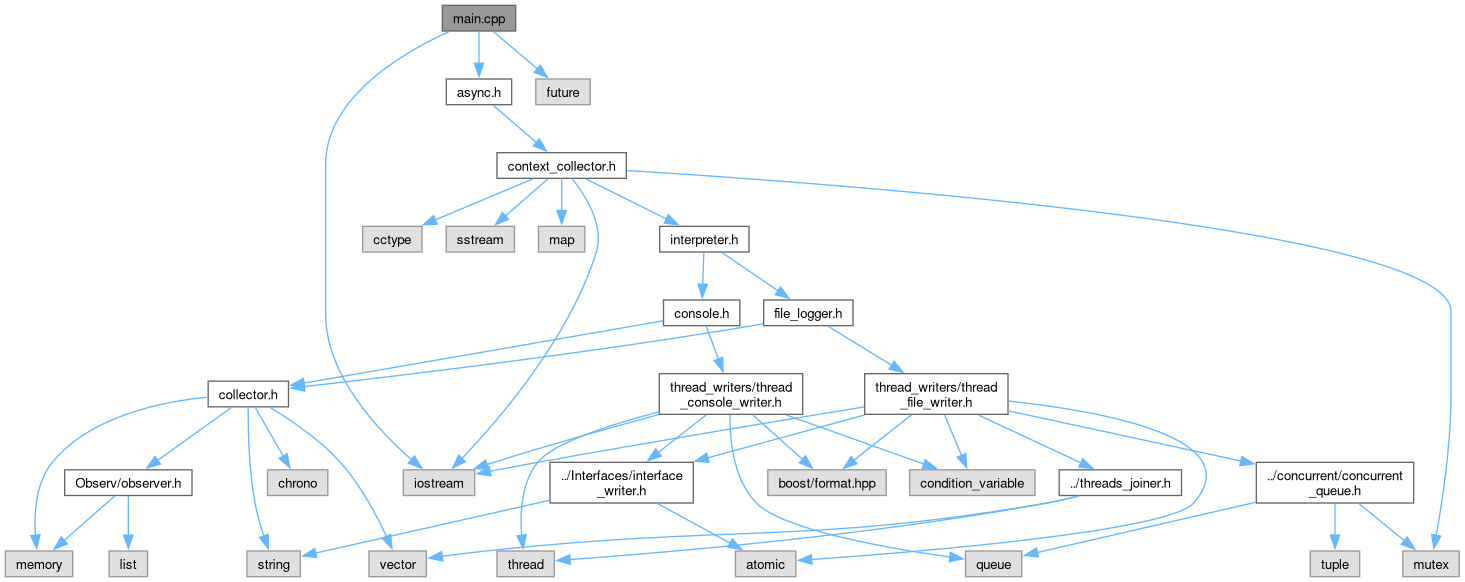 main.cpp
async.h
future
context_collector.h
cctype
sstream
map
interpreter.h
console.h
file_logger.h
collector.h
thread_writers/thread
_console_writer.h
thread_writers/thread
_file_writer.h
Observ/observer.h
chrono
iostream
../Interfaces/interface
_writer.h
boost/format.hpp
condition_variable
../threads_joiner.h
../concurrent/concurrent
_queue.h
memory
list
string
vector
thread
atomic
queue
tuple
mutex